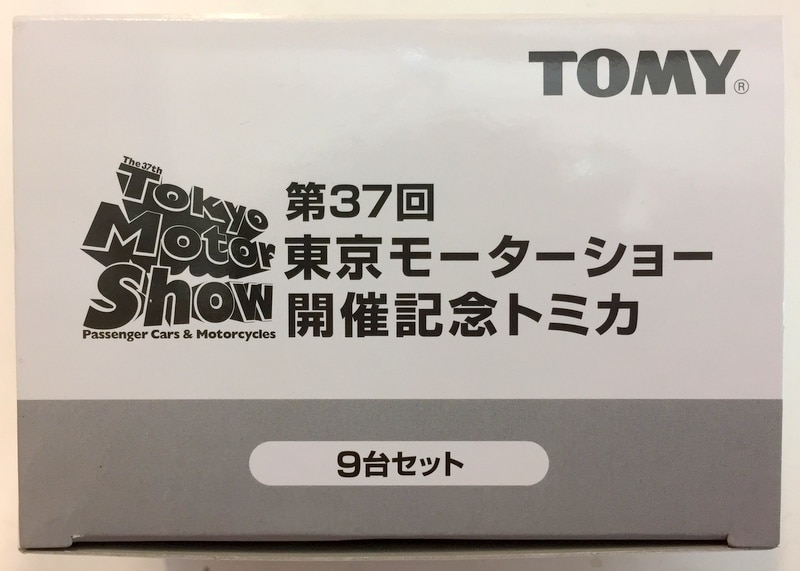 TOMY®
The 37th
Tokyo
Motor
Show
Passenger Cars & Motorcycles
第37回
東京モーターショー
開催記念トミカ
9台セット